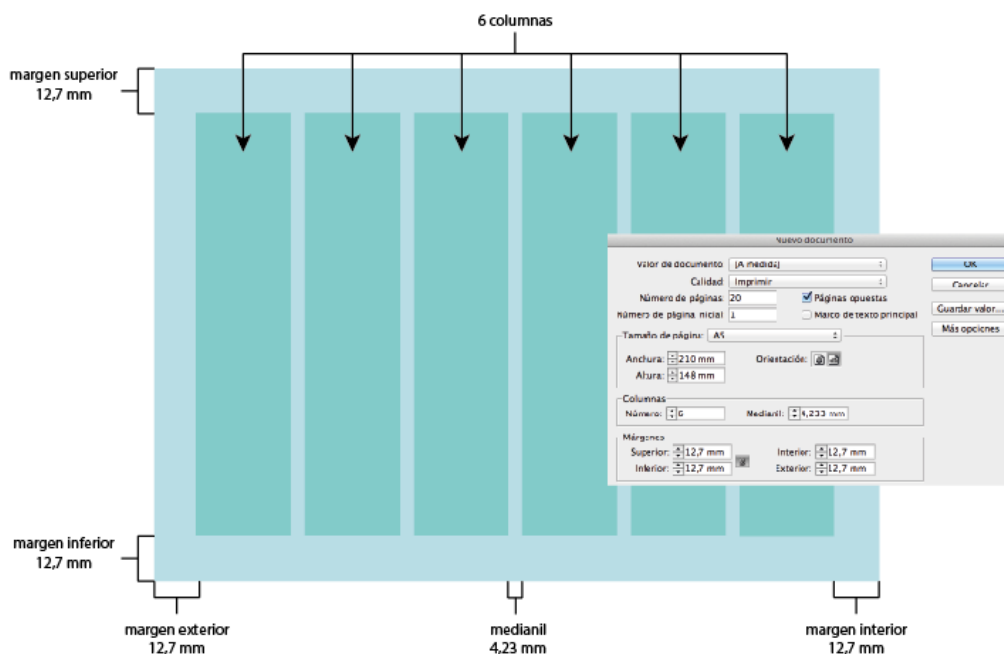 6 columnas
margen superior
12,7 mm
Nuevo documento
Valor de documento: [A medida]
OK
Calidad: Imprimir
Cancelar
Número de páginas: 20 Páginas opuestas
Guardar valor...
Número de página inicial: 1 Marco de texto principal
Más opciones
Tamaño de página: A5
Anchura: 210 mm Orientación:
Altura: 148 mm
Columnas
Número: 6 Medianil: 4,233 mm
Márgenes
Superior: 12,7 mm Interior: 12,7 mm
Inferior: 12,7 mm Exterior: 12,7 mm
margen inferior
12,7 mm
margen exterior
12,7 mm
medianil
4,23 mm
margen interior
12,7 mm